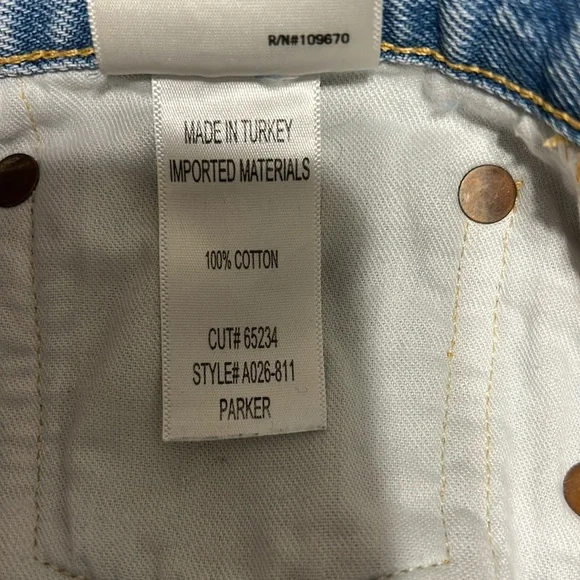 R/N#109670
MADE IN TURKEY
IMPORTED MATERIALS
100% COTTON
CUT# 65234
STYLE# A026-811
PARKER